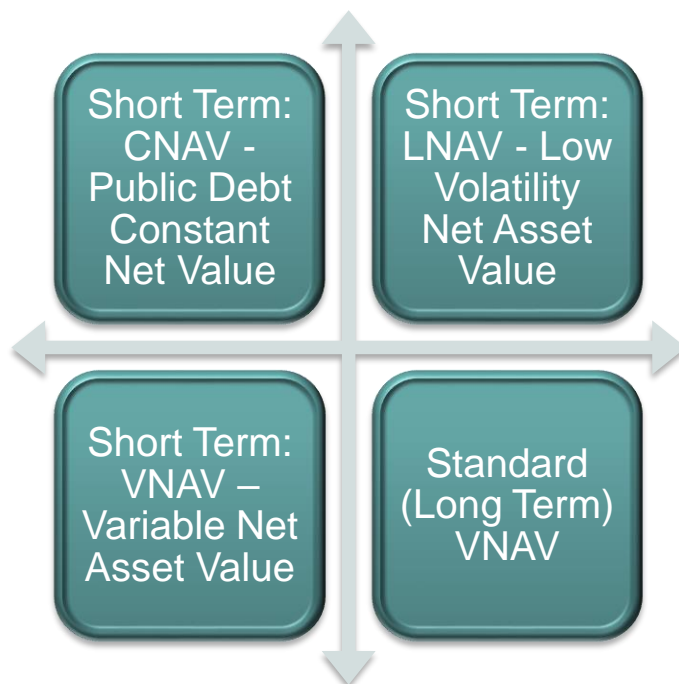 Short Term:
CNAV -
Public Debt
Constant
Net Value
Short Term:
LNAV - Low
Volatility
Net Asset
Value
Short Term:
VNAV –
Variable Net
Asset Value
Standard
(Long Term)
VNAV